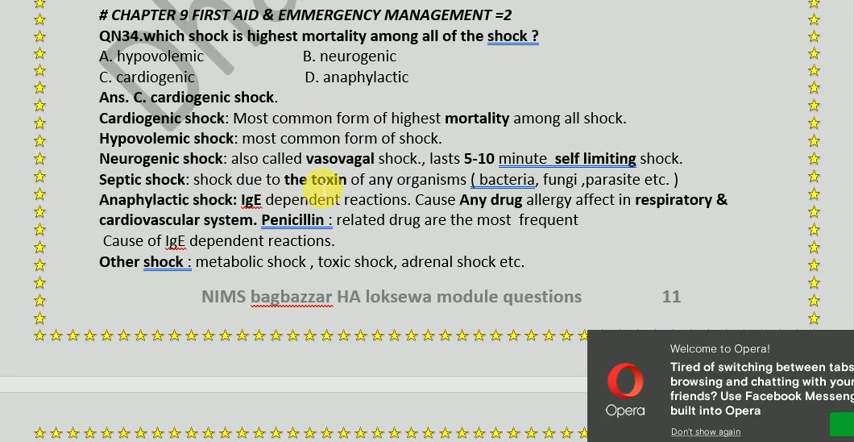 # CHAPTER 9 FIRST AID & EMMERGENCY MANAGEMENT =2
QN34.which shock is highest mortality among all of the shock ?
A. hypovolemic B. neurogenic
C. cardiogenic D. anaphylactic
Ans. C. cardiogenic shock.
Cardiogenic shock: Most common form of highest mortality among all shock.
Hypovolemic shock: most common form of shock.
Neurogenic shock: also called vasovagal shock., lasts 5-10 minute self limiting shock.
Septic shock: shock due to the toxin of any organisms ( bacteria, fungi ,parasite etc. )
Anaphylactic shock: IgE dependent reactions. Cause Any drug allergy affect in respiratory &
cardiovascular system. Penicillin : related drug are the most frequent
Cause of IgE dependent reactions.
Other shock : metabolic shock , toxic shock, adrenal shock etc.
NIMS bagbazzar HA loksewa module questions 11
Welcome to Opera!
Tired of switching between tabs
browsing and chatting with your
friends? Use Facebook Messeng
built into Opera
Opera
Don't show again